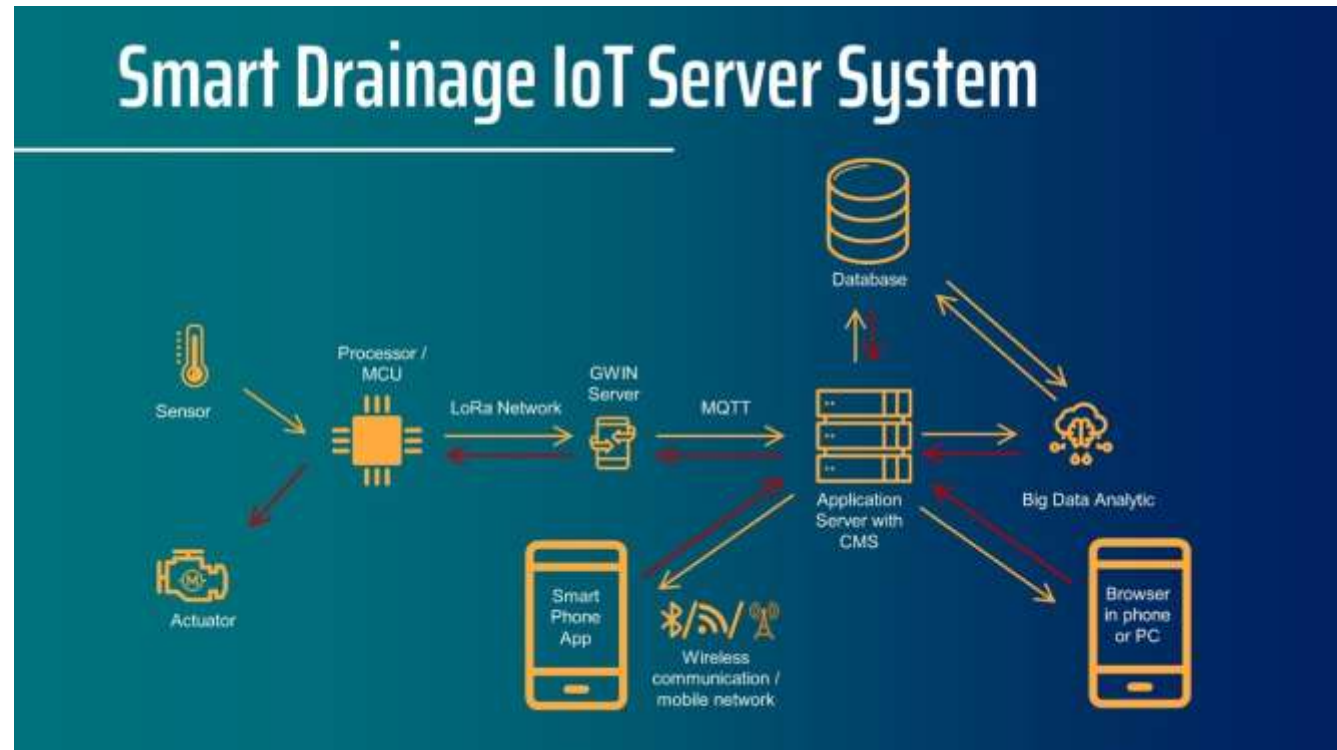 Smart Drainage IoT Server System
Database
Processor /
MCU
GWIN
Server
Sensor
LoRa Network
MQTT
Application
Server with
CMS
Big Data Analytic
Actuator
M
Smart
Phone
App
Wireless
communication /
mobile network
Browser
in phone
or PC